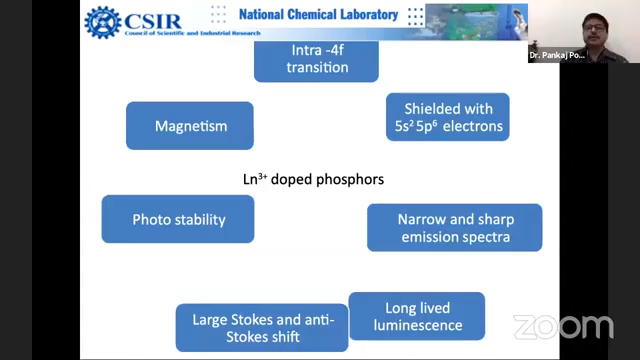 CSIR
Council of Scientific and Industrial Research
National Chemical Laboratory
Dr. Pankaj Po...
Intra -4f
transition
Magnetism
Shielded with
5s² 5p⁶ electrons
Ln³⁺ doped phosphors
Photo stability
Narrow and sharp
emission spectra
Large Stokes and anti-
Stokes shift
Long lived
luminescence
zoom